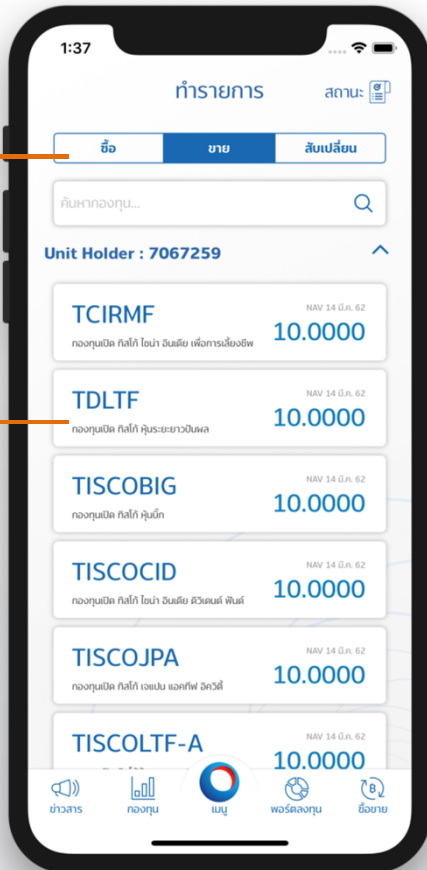 1:37
ทำรายการ
สถานะ
ซื้อ ขาย สับเปลี่ยน
ค้นหากองทุน...
Unit Holder : 7067259
TCIRMF
NAV 14 มี.ค. 62
10.0000
กองทุนเปิด ทิสโก้ ไชน่า อินเดีย เพื่อการเลี้ยงชีพ
TDLTF
NAV 14 มี.ค. 62
10.0000
กองทุนเปิด ทิสโก้ หุ้นระยะยาวปันผล
TISCOBIG
NAV 14 มี.ค. 62
10.0000
กองทุนเปิด ทิสโก้ หุ้นบิ๊ก
TISCOCID
NAV 14 มี.ค. 62
10.0000
กองทุนเปิด ทิสโก้ ไชน่า อินเดีย ดิวิเดนด์ ฟันด์
TISCOJPA
NAV 14 มี.ค. 62
10.0000
กองทุนเปิด ทิสโก้ เจแปน แอคทีฟ อิควิตี้
TISCOLTF-A
NAV 14 มี.ค. 62
10.0000
ข่าวสาร กองทุน เมนู พอร์ตลงทุน ซื้อขาย